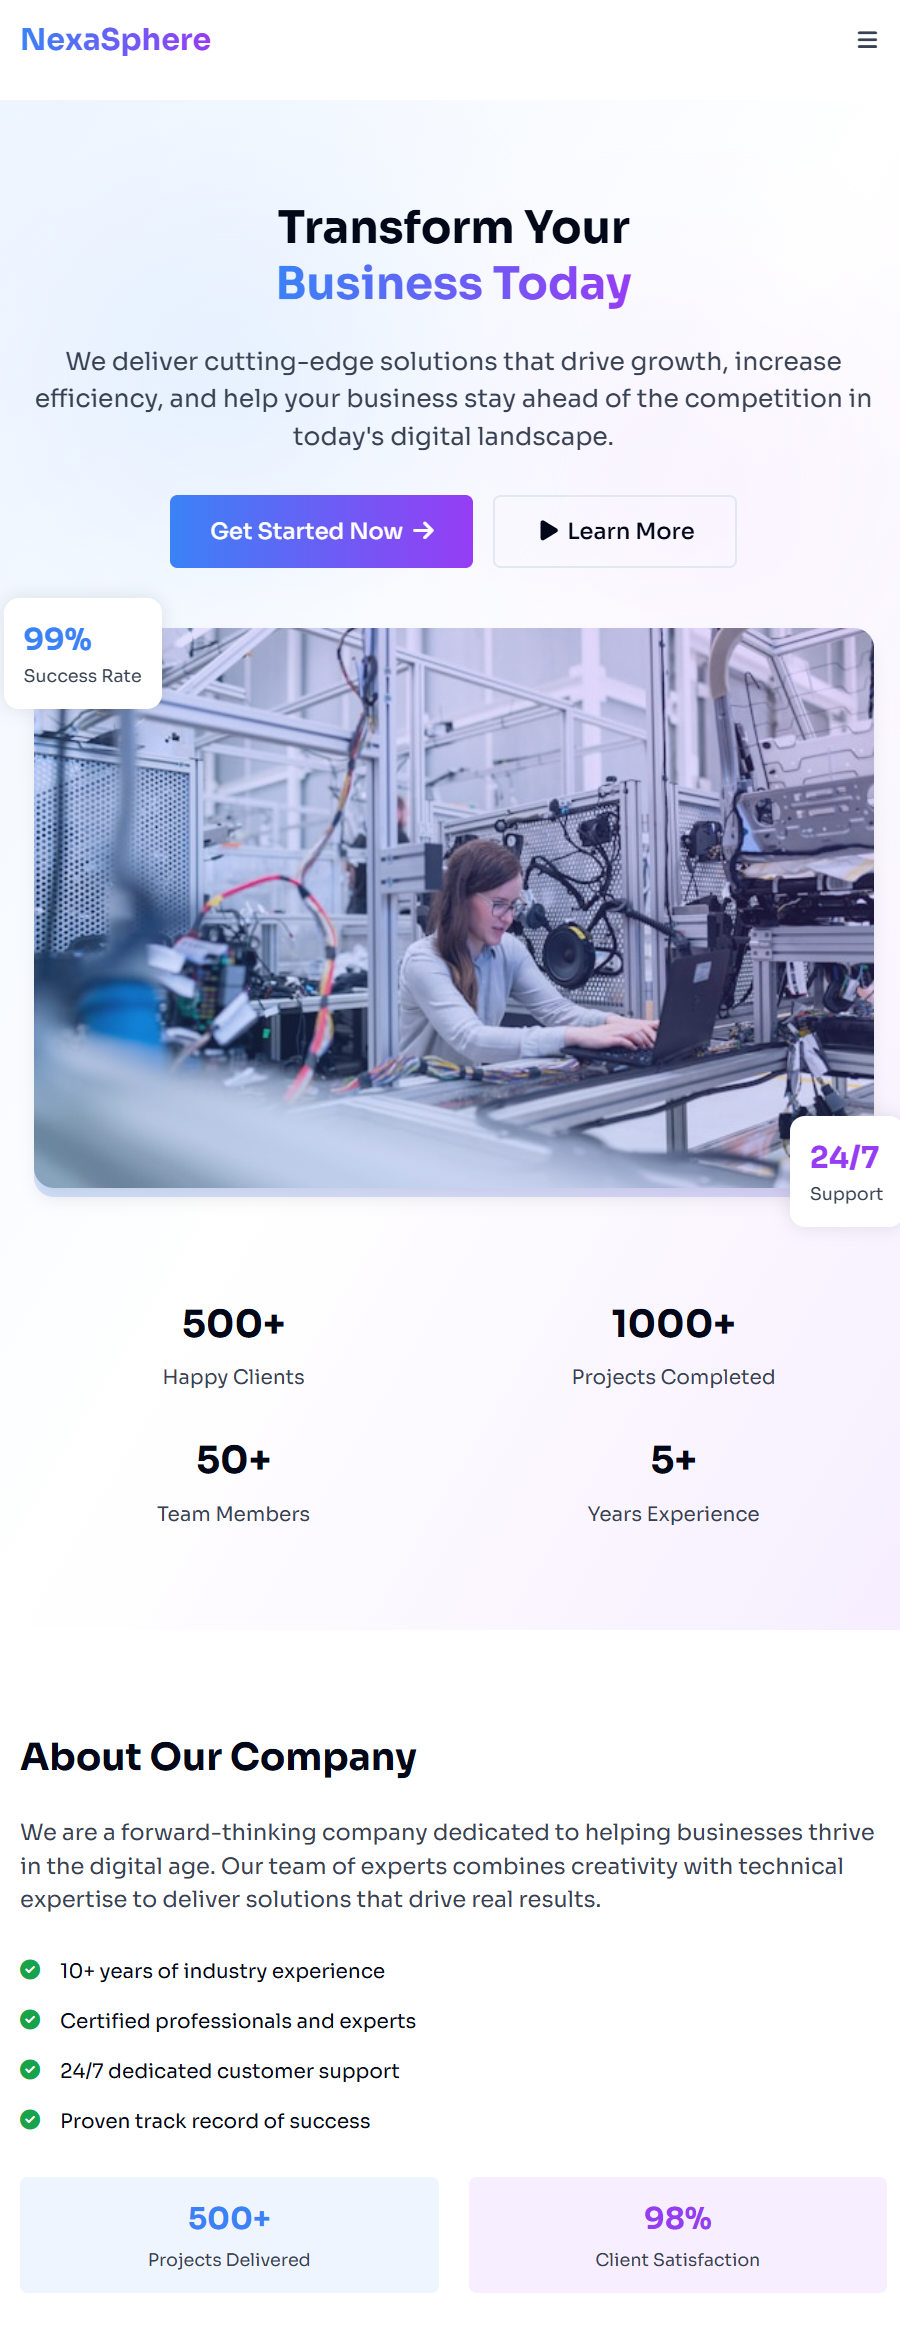 NexaSphere
Transform Your
Business Today
We deliver cutting-edge solutions that drive growth, increase
efficiency, and help your business stay ahead of the competition in
today's digital landscape.
Get Started Now
Learn More
99%
Success Rate
24/7
Support
500+
Happy Clients
1000+
Projects Completed
50+
Team Members
5+
Years Experience
About Our Company
We are a forward-thinking company dedicated to helping businesses thrive
in the digital age. Our team of experts combines creativity with technical
expertise to deliver solutions that drive real results.
10+ years of industry experience
Certified professionals and experts
24/7 dedicated customer support
Proven track record of success
500+
Projects Delivered
98%
Client Satisfaction